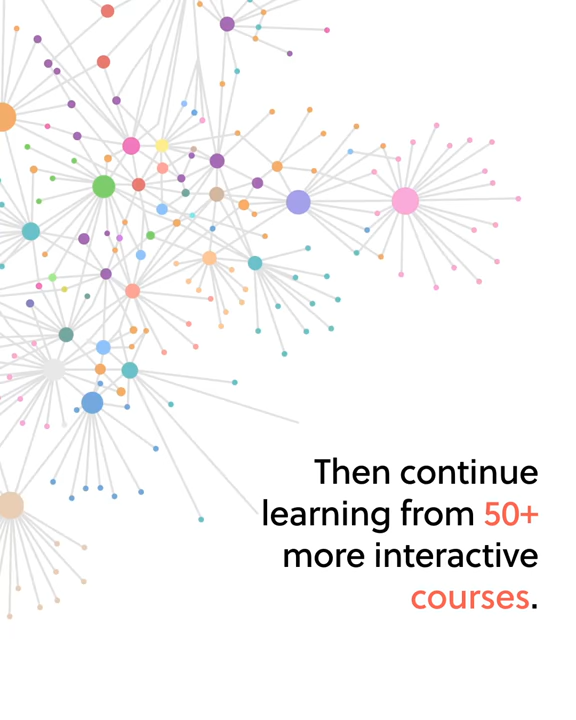 Then continue
learning from 50+
more interactive
courses.